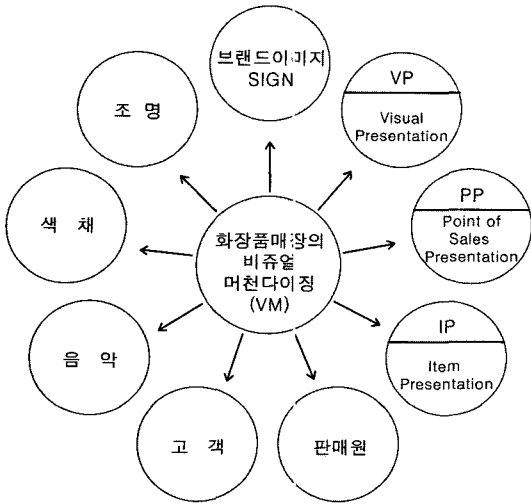 브랜드이미지
SIGN
VP
Visual
Presentation
PP
Point of
Sales
Presentation
IP
Item
Presentation
판매원
고 객
음 악
색 채
조 명
화장품매장의
비쥬얼
머천다이징
(VM)